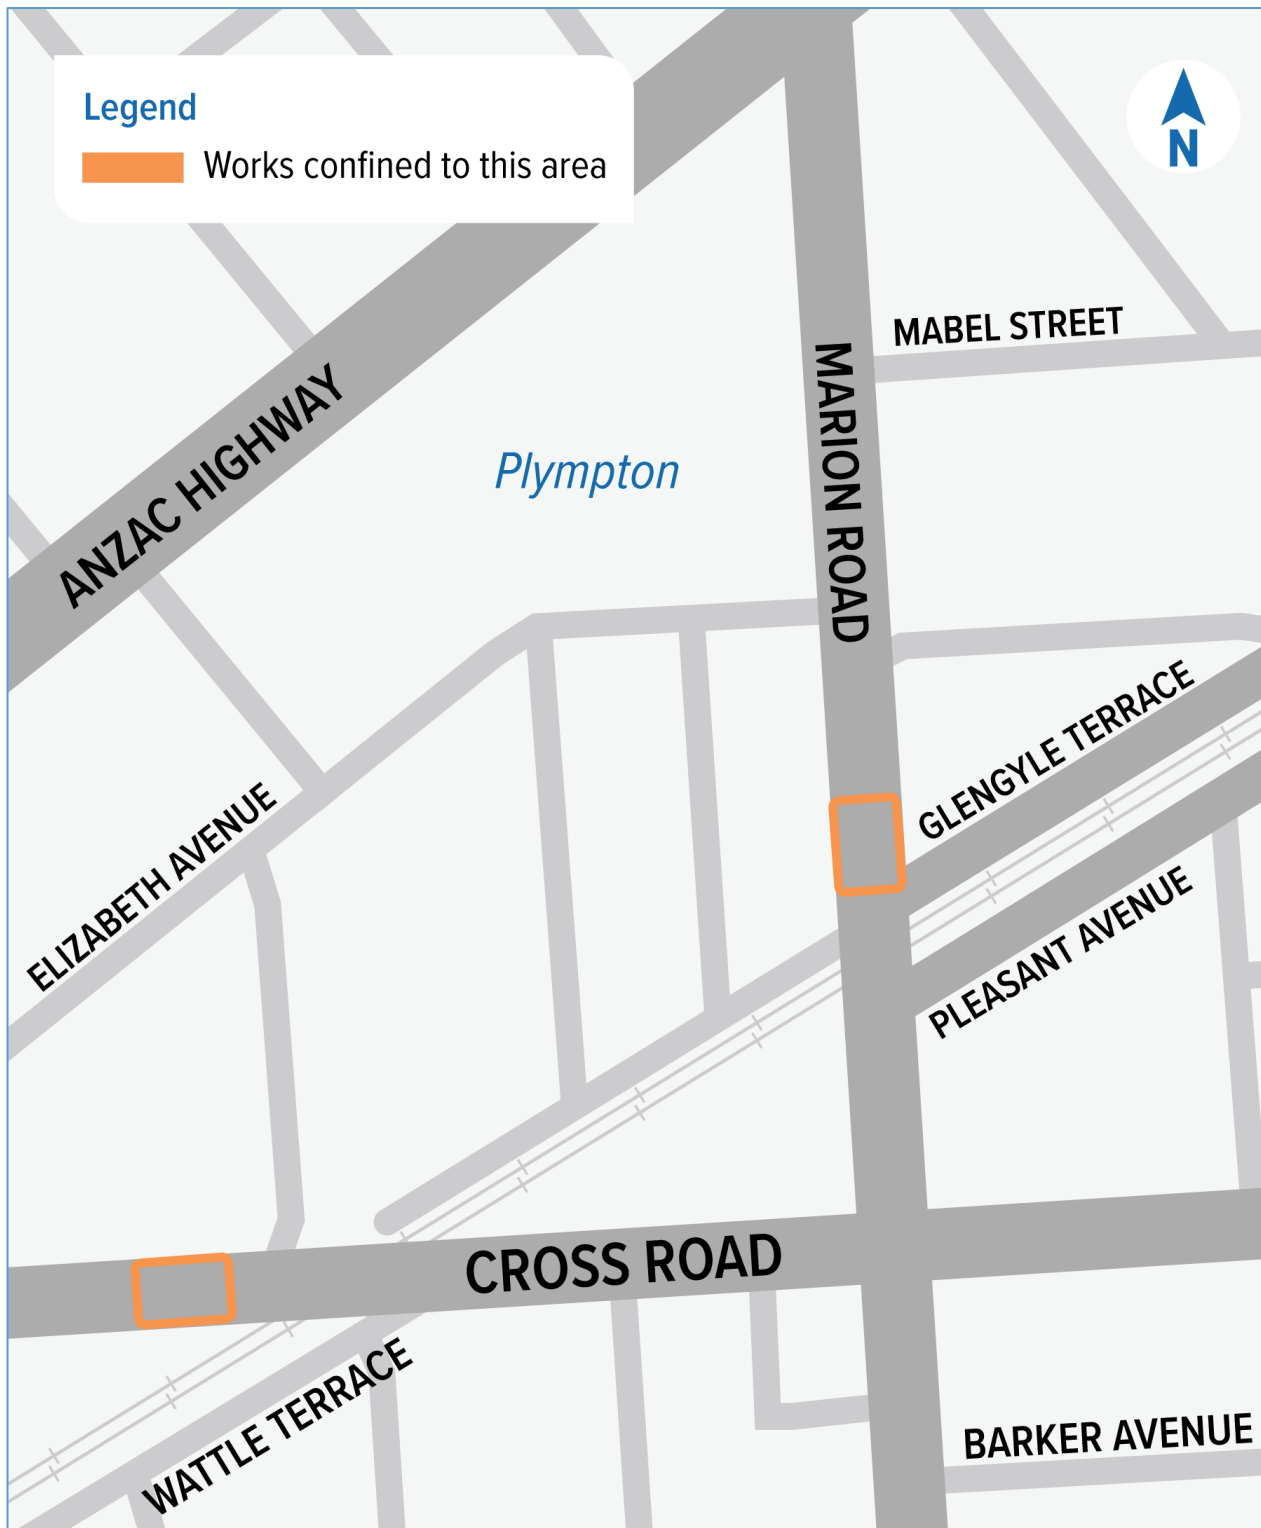 Legend
Works confined to this area
N
MABEL STREET
MARION ROAD
ANZAC HIGHWAY
Plympton
GLENGYLE TERRACE
ELIZABETH AVENUE
PLEASANT AVENUE
CROSS ROAD
WATTLE TERRACE
BARKER AVENUE